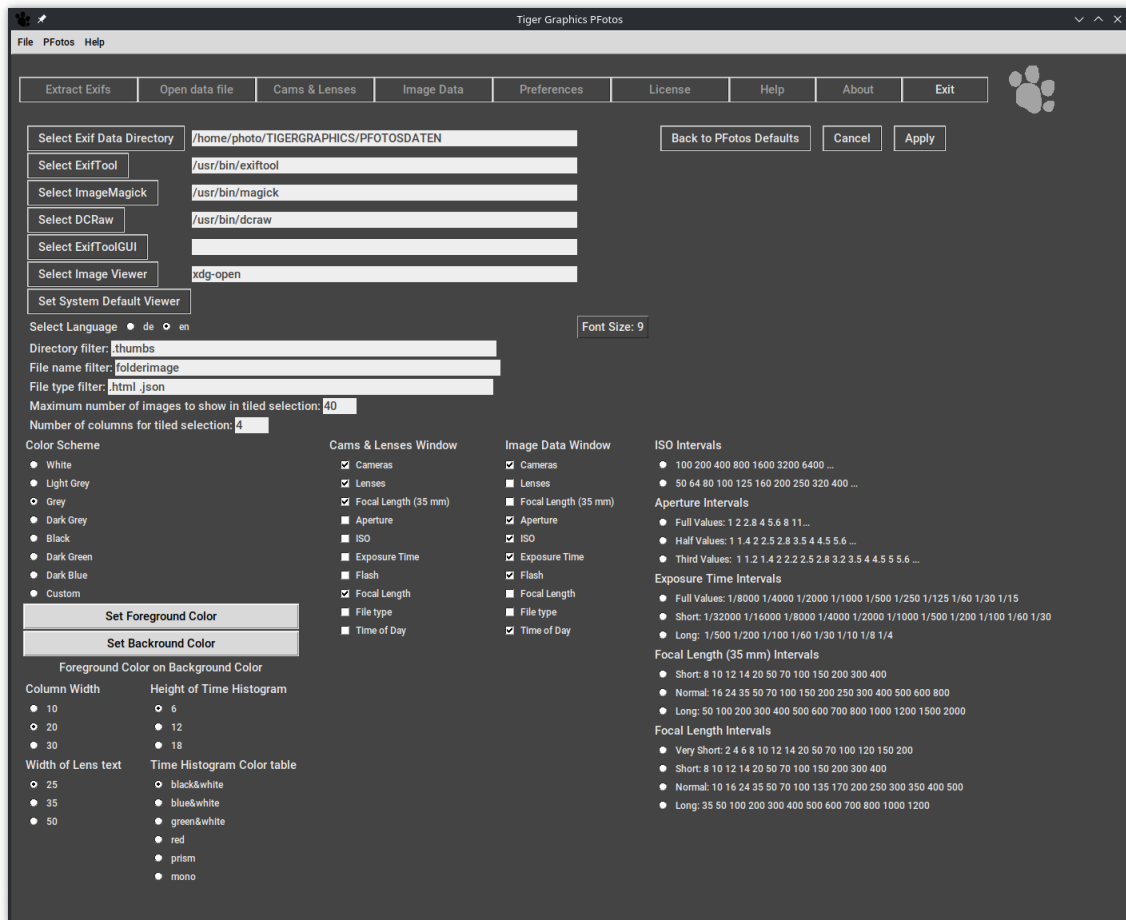 Tiger Graphics PFotos
File PFotos Help
Extract Exifs Open data file Cams & Lenses Image Data Preferences License Help About Exit
Select Exif Data Directory /home/photo/TIGERGRAPHICS/PFOTOSDATEN Back to PFotos Defaults Cancel Apply
Select ExifTool /usr/bin/exiftool
Select ImageMagick /usr/bin/magick
Select DCRaw /usr/bin/dcraw
Select ExifToolGUI
Select Image Viewer xdg-open
Set System Default Viewer
Select Language de en Font Size: 9
Directory filter: .thumbs
File name filter: folderimage
File type filter: .html .json
Maximum number of images to show in tiled selection: 40
Number of columns for tiled selection: 4
Color Scheme
White
Light Grey
Grey
Dark Grey
Black
Dark Green
Dark Blue
Custom
Set Foreground Color
Set Backround Color
Foreground Color on Background Color
Column Width
10
20
30
Width of Lens text
25
35
50
Height of Time Histogram
6
12
18
Time Histogram Color table
black&white
blue&white
green&white
red
prism
mono
Cams & Lenses Window
Cameras
Lenses
Focal Length (35 mm)
Aperture
ISO
Exposure Time
Flash
Focal Length
File type
Time of Day
Image Data Window
Cameras
Lenses
Focal Length (35 mm)
Aperture
ISO
Exposure Time
Flash
Focal Length
File type
Time of Day
ISO Intervals
100 200 400 800 1600 3200 6400 ...
50 64 80 100 125 160 200 250 320 400 ...
Aperture Intervals
Full Values: 1 2 2.8 4 5.6 8 11...
Half Values: 1 1.4 2 2.5 2.8 3.5 4 4.5 5.6 ...
Third Values: 1 1.2 1.4 2 2.2 2.5 2.8 3.2 3.5 4 4.5 5 5.6 ...
Exposure Time Intervals
Full Values: 1/8000 1/4000 1/2000 1/1000 1/500 1/250 1/125 1/60 1/30 1/15
Short: 1/32000 1/16000 1/8000 1/4000 1/2000 1/1000 1/500 1/200 1/100 1/60 1/30
Long: 1/500 1/200 1/100 1/60 1/30 1/10 1/8 1/4
Focal Length (35 mm) Intervals
Short: 8 10 12 14 20 50 70 100 150 200 300 400
Normal: 16 24 35 50 70 100 150 200 250 300 400 500 600 800
Long: 50 100 200 300 400 500 600 700 800 1000 1200 1500 2000
Focal Length Intervals
Very Short: 2 4 6 8 10 12 14 20 50 70 100 120 150 200
Short: 8 10 12 14 20 50 70 100 150 200 300 400
Normal: 10 16 24 35 50 70 100 135 170 200 250 300 350 400 500
Long: 35 50 100 200 300 400 500 600 700 800 1000 1200